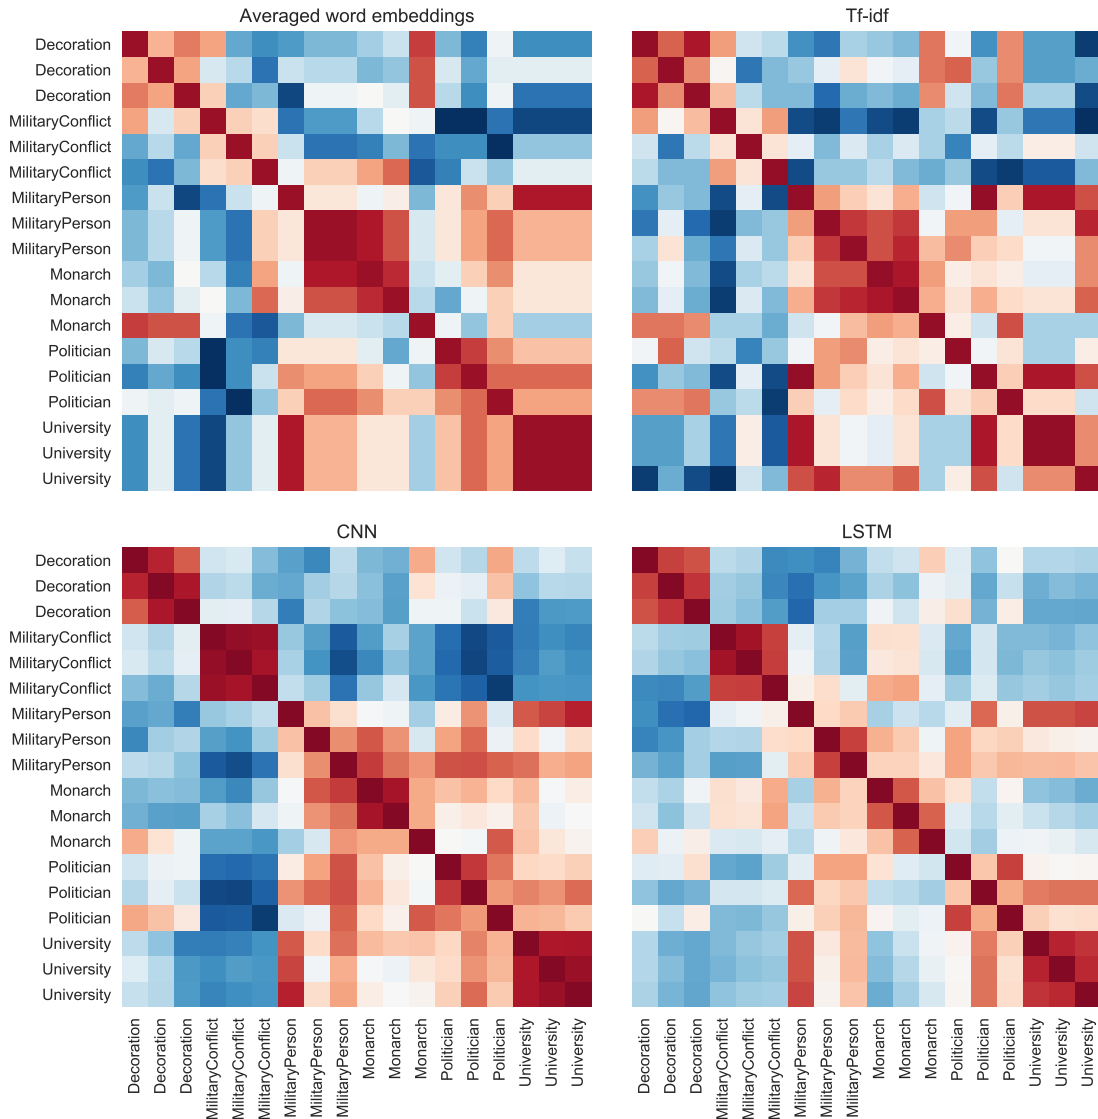 Averaged word embeddings
Tf-idf
Decoration
Decoration
Decoration
MilitaryConflict
MilitaryConflict
MilitaryConflict
MilitaryPerson
MilitaryPerson
MilitaryPerson
Monarch
Monarch
Monarch
Politician
Politician
Politician
University
University
University
CNN
LSTM
Decoration
Decoration
Decoration
MilitaryConflict
MilitaryConflict
MilitaryConflict
MilitaryPerson
MilitaryPerson
MilitaryPerson
Monarch
Monarch
Monarch
Politician
Politician
Politician
University
University
University
Decoration
Decoration
Decoration
MilitaryConflict
MilitaryConflict
MilitaryConflict
MilitaryPerson
MilitaryPerson
MilitaryPerson
Monarch
Monarch
Monarch
Politician
Politician
Politician
University
University
University
Decoration
Decoration
Decoration
MilitaryConflict
MilitaryConflict
MilitaryConflict
MilitaryPerson
MilitaryPerson
MilitaryPerson
Monarch
Monarch
Monarch
Politician
Politician
Politician
University
University
University